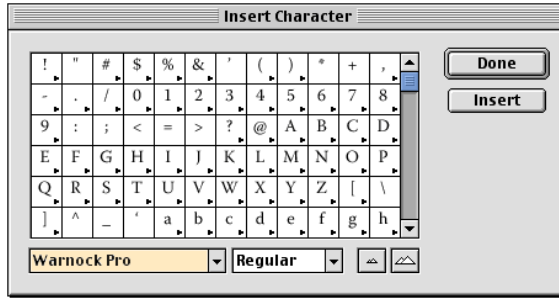 Insert Character
! " # $ % & ' ( ) * + ,
- . / 0 1 2 3 4 5 6 7 8
9 : ; < = > ? @ A B C D
E F G H I J K L M N O P
Q R S T U V W X Y Z [ \
] ^ _ ‘ a b c d e f g h
Done
Insert
Warnock Pro Regular